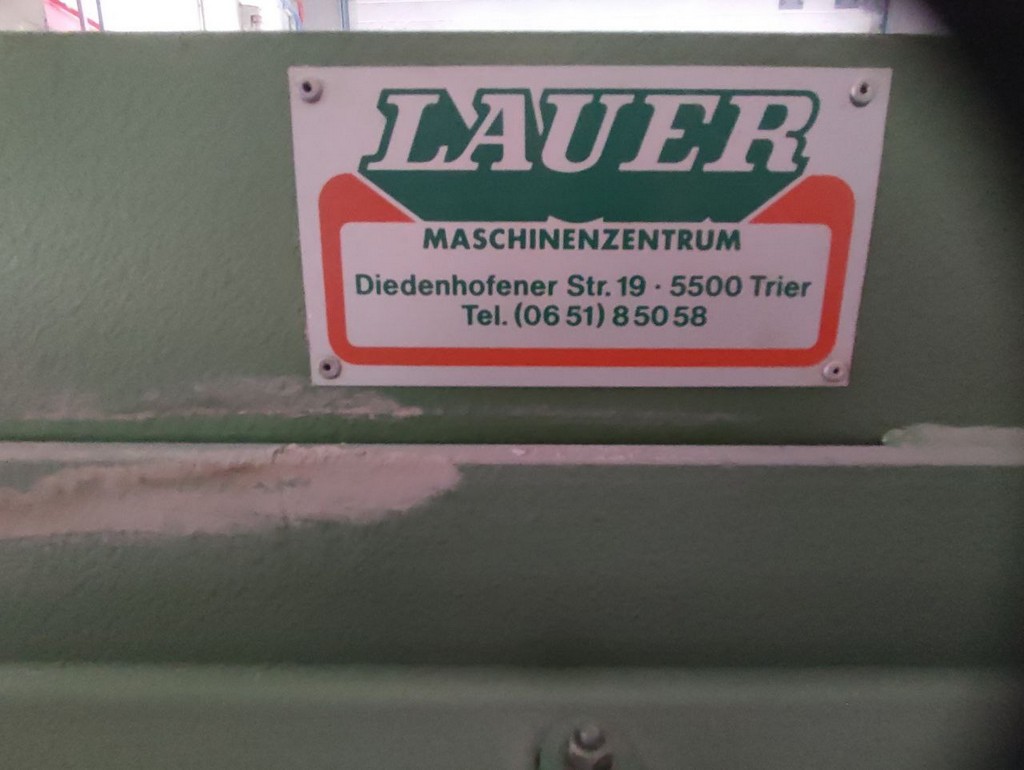 LAUER
MASCHINENZENTRUM
Diedenhofener Str. 19 · 5500 Trier
Tel. (06 51) 8 50 58